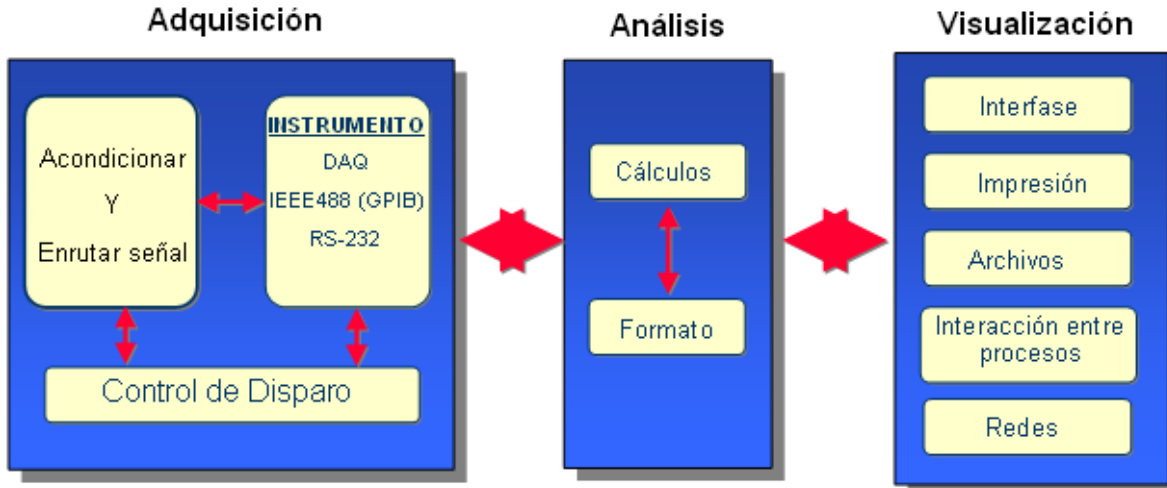 Adquisición
Análisis
Visualización
Acondicionar
Y
Enrutar señal
INSTRUMENTO
DAQ
IEEE488 (GPIB)
RS-232
Control de Disparo
Cálculos
Formato
Interfase
Impresión
Archivos
Interacción entre
procesos
Redes